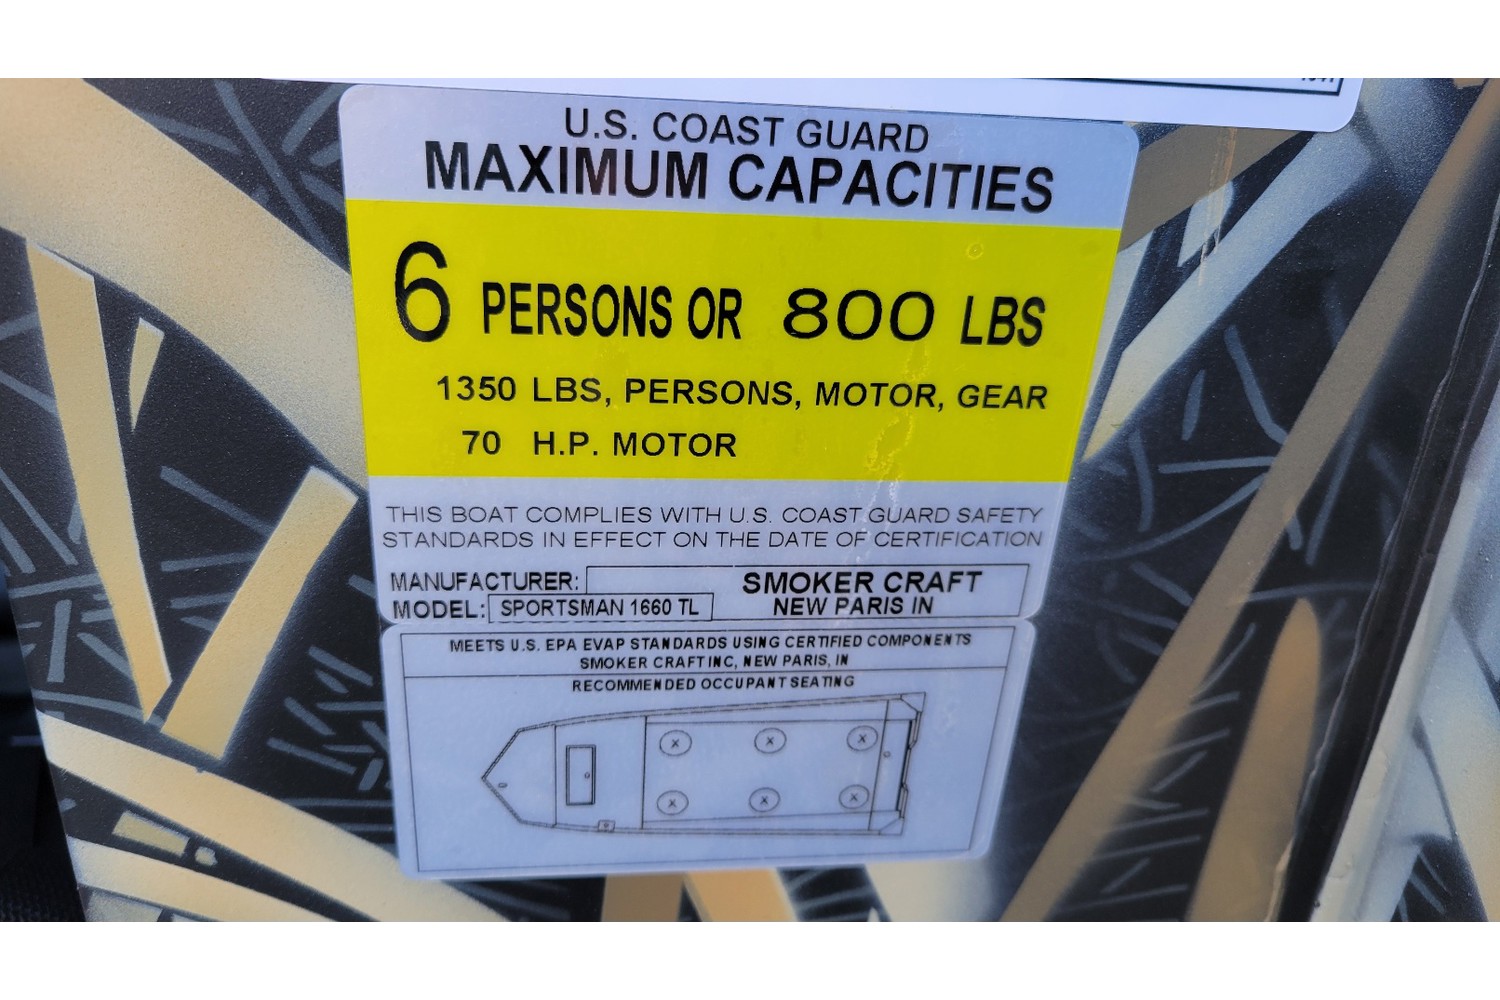 U.S. COAST GUARD
MAXIMUM CAPACITIES
6 PERSONS OR 800 LBS
1350 LBS, PERSONS, MOTOR, GEAR
70 H.P. MOTOR
THIS BOAT COMPLIES WITH U.S. COAST GUARD SAFETY
STANDARDS IN EFFECT ON THE DATE OF CERTIFICATION
MANUFACTURER: SMOKER CRAFT
MODEL: SPORTSMAN 1660 TL NEW PARIS IN
MEETS U.S. EPA EVAP STANDARDS USING CERTIFIED COMPONENTS
SMOKER CRAFT INC, NEW PARIS, IN
RECOMMENDED OCCUPANT SEATING
X X X
X X X